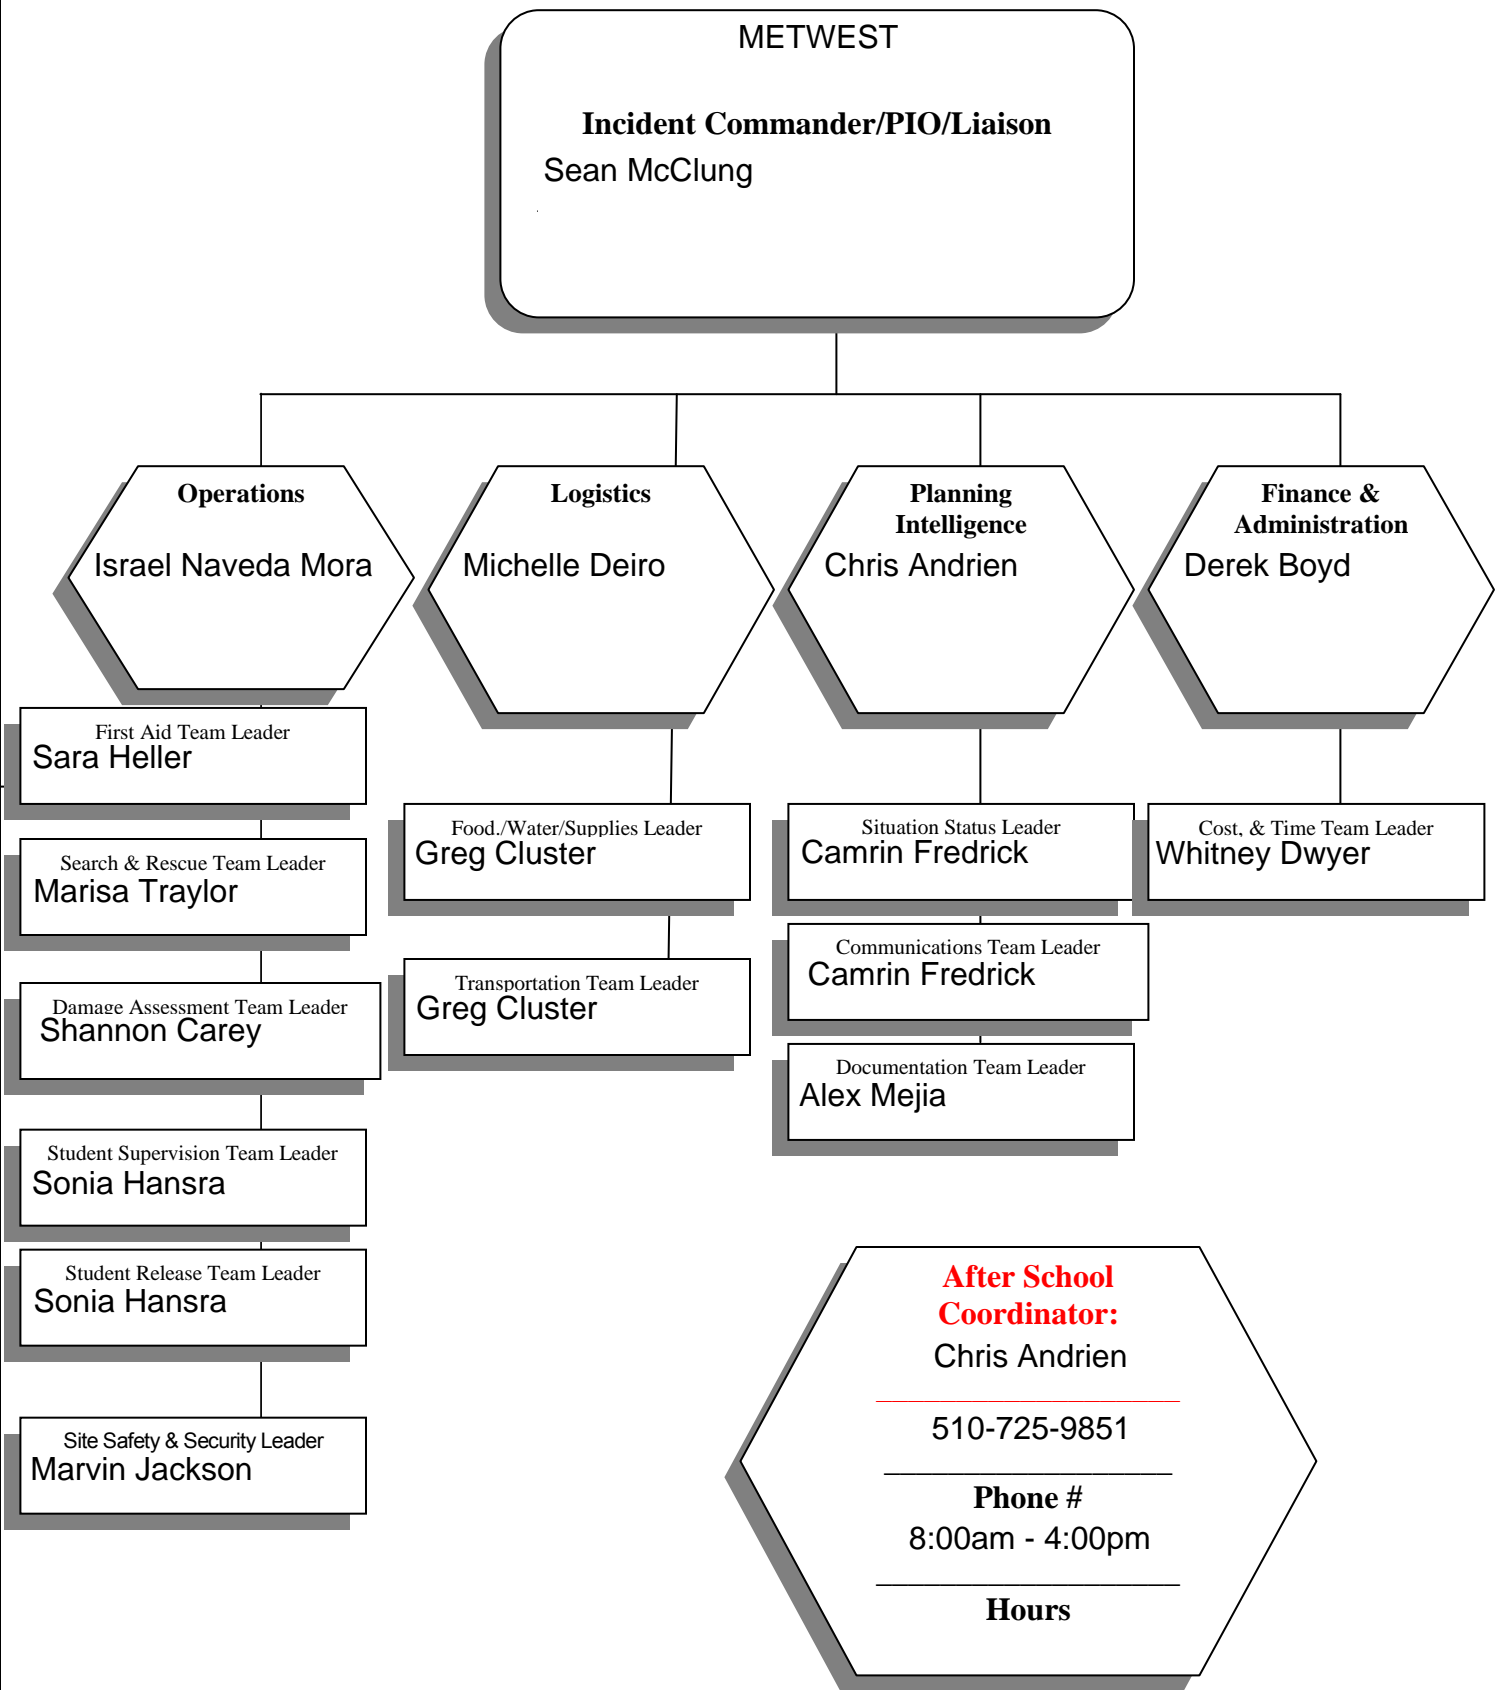 METWEST
Incident Commander/PIO/Liaison
Sean McClung
Operations
Israel Naveda Mora
Logistics
Michelle Deiro
Planning
Intelligence
Chris Andrien
Finance &
Administration
Derek Boyd
First Aid Team Leader
Sara Heller
Search & Rescue Team Leader
Marisa Traylor
Damage Assessment Team Leader
Shannon Carey
Student Supervision Team Leader
Sonia Hansra
Student Release Team Leader
Sonia Hansra
Site Safety & Security Leader
Marvin Jackson
Food./Water/Supplies Leader
Greg Cluster
Transportation Team Leader
Greg Cluster
Situation Status Leader
Camrin Fredrick
Communications Team Leader
Camrin Fredrick
Documentation Team Leader
Alex Mejia
Cost, & Time Team Leader
Whitney Dwyer
After School
Coordinator:
Chris Andrien
510-725-9851
Phone #
8:00am - 4:00pm
Hours